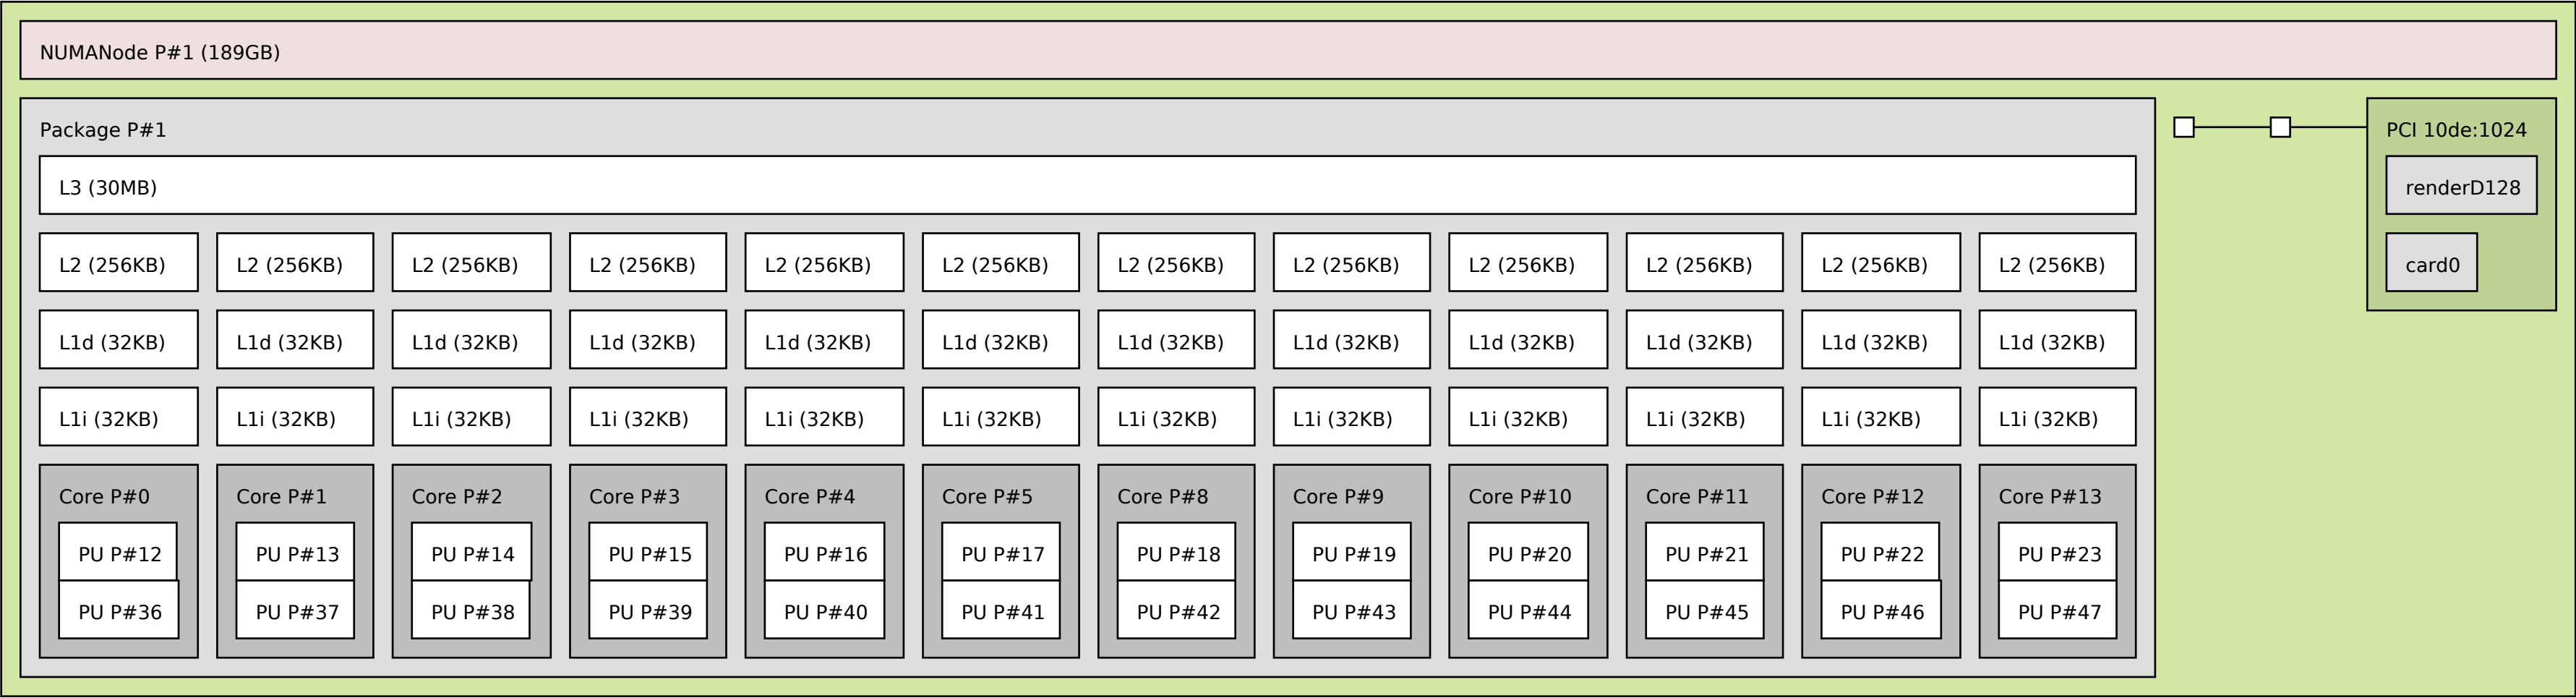 NUMANode P#1 (189GB)
Package P#1
PCI 10de:1024
L3 (30MB)
renderD128
L2 (256KB) L2 (256KB) L2 (256KB) L2 (256KB) L2 (256KB) L2 (256KB) L2 (256KB) L2 (256KB) L2 (256KB) L2 (256KB) L2 (256KB) L2 (256KB)
card0
L1d (32KB) L1d (32KB) L1d (32KB) L1d (32KB) L1d (32KB) L1d (32KB) L1d (32KB) L1d (32KB) L1d (32KB) L1d (32KB) L1d (32KB) L1d (32KB)
L1i (32KB) L1i (32KB) L1i (32KB) L1i (32KB) L1i (32KB) L1i (32KB) L1i (32KB) L1i (32KB) L1i (32KB) L1i (32KB) L1i (32KB) L1i (32KB)
Core P#0 Core P#1 Core P#2 Core P#3 Core P#4 Core P#5 Core P#8 Core P#9 Core P#10 Core P#11 Core P#12 Core P#13
PU P#12 PU P#13 PU P#14 PU P#15 PU P#16 PU P#17 PU P#18 PU P#19 PU P#20 PU P#21 PU P#22 PU P#23
PU P#36 PU P#37 PU P#38 PU P#39 PU P#40 PU P#41 PU P#42 PU P#43 PU P#44 PU P#45 PU P#46 PU P#47